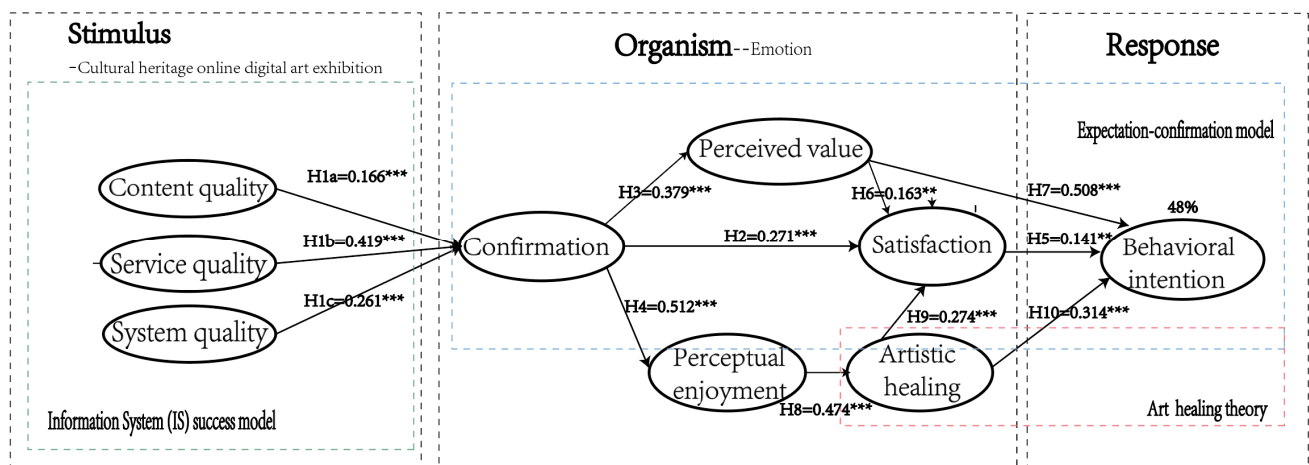 Stimulus
-Cultural heritage online digital art exhibition
Content quality
Service quality
System quality
H1a=0.166***
H1b=0.419***
H1c=0.261***
Information System (IS) success model
Organism--Emotion
Confirmation
Perceived value
H3=0.379***
H6=0.163**
H2=0.271***
Satisfaction
H4=0.512***
H9=0.274***
Perceptual
enjoyment
H8=0.474***
Artistic
healing
Response
Expectation-confirmation model
H7=0.508***
48%
H5=0.141**
Behavioral
intention
H10=0.314***
Art healing theory